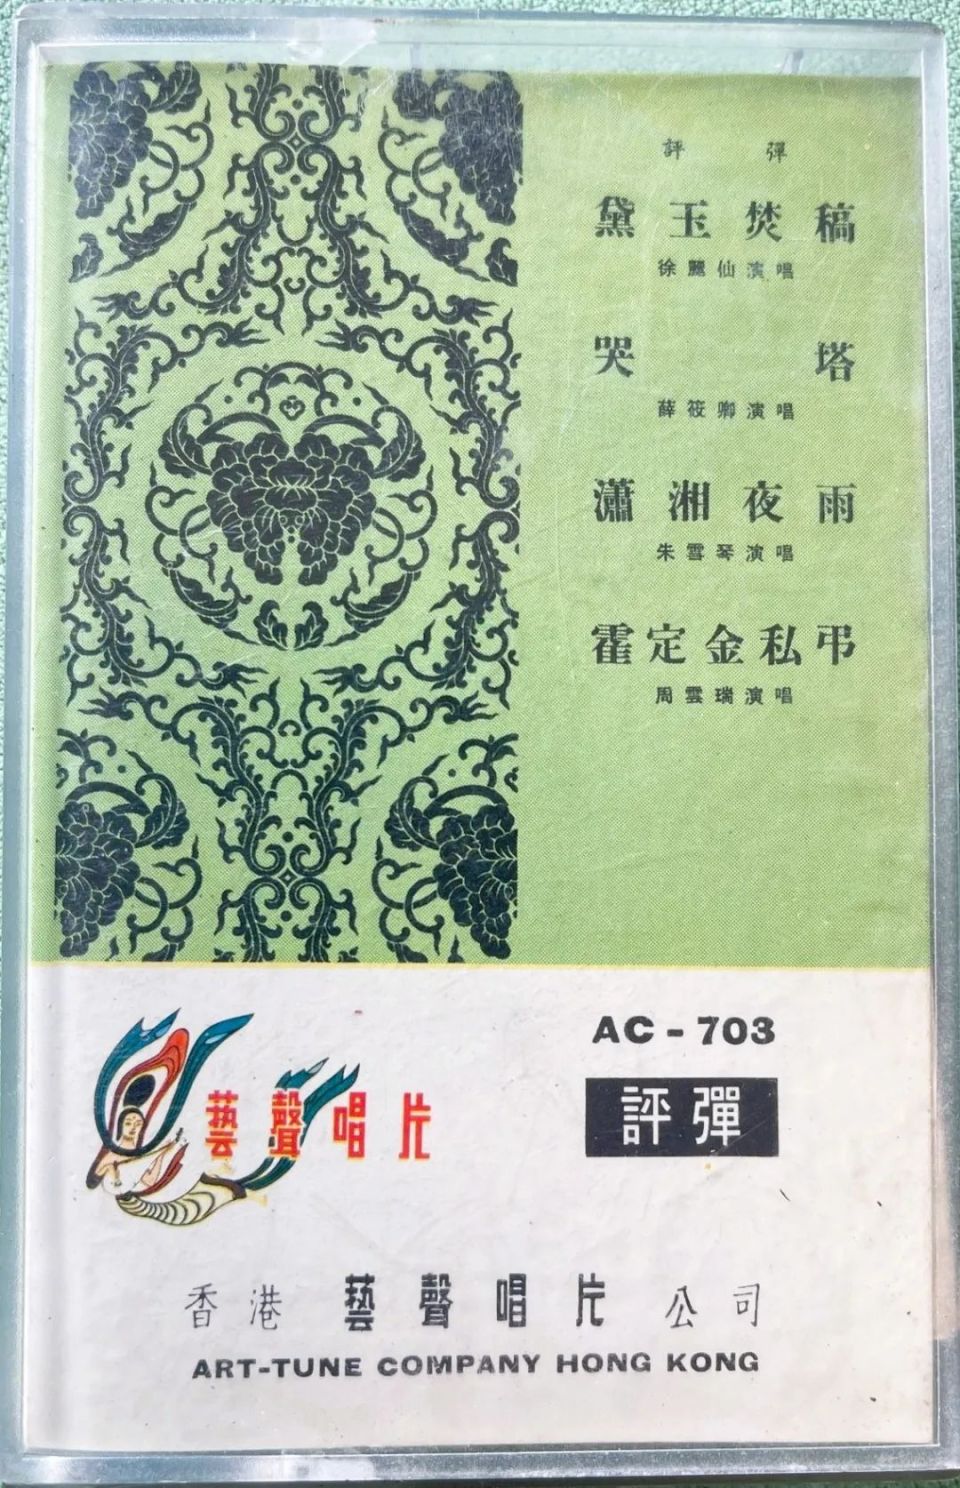 評彈
黛玉焚稿
徐麗仙演唱
哭塔
薛筱卿演唱
瀟湘夜雨
朱雪琴演唱
霍定金私弔
周雲瑞演唱
藝聲唱片
AC-703
評彈
香港 藝聲唱片 公司
ART-TUNE COMPANY HONG KONG